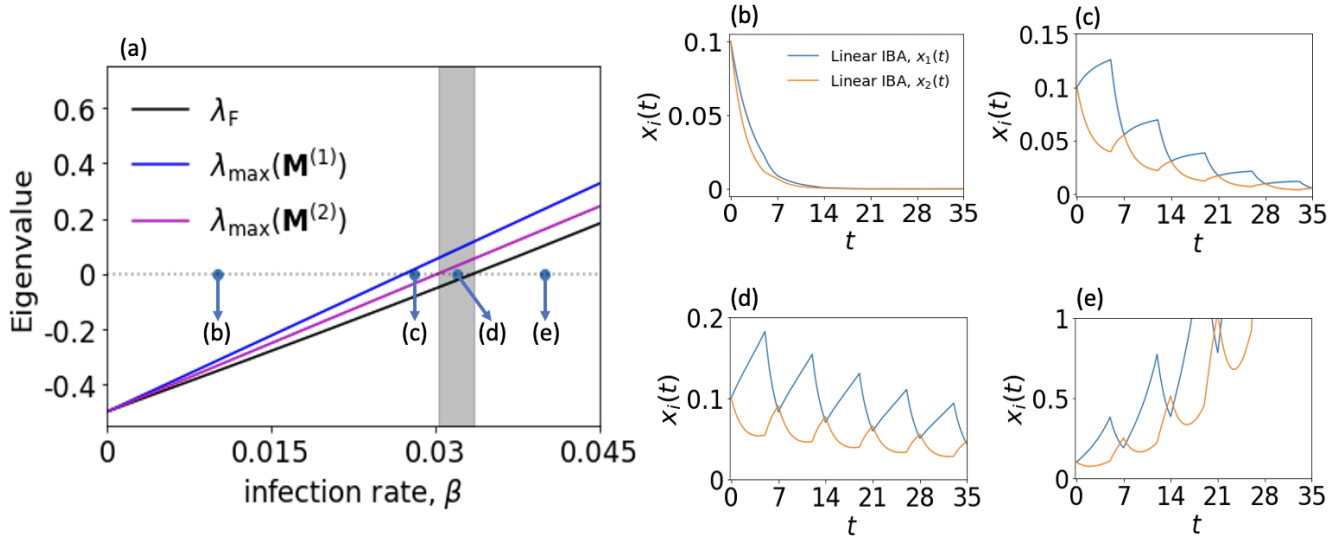 (a)
0.6
0.4
0.2
0
-0.2
-0.4
Eigenvalue
λ_F
λ_max(M^(1))
λ_max(M^(2))
(b)
(c)
(d)
(e)
0
0.015
0.03
0.045
infection rate, β
(b)
0.1
0.05
0
x_i(t)
Linear IBA, x_1(t)
Linear IBA, x_2(t)
0 7 14 21 28 35
t
(c)
0.15
0.1
0.05
0
x_i(t)
0 7 14 21 28 35
t
(d)
0.2
0.1
0
x_i(t)
0 7 14 21 28 35
t
(e)
1
0.5
0
x_i(t)
0 7 14 21 28 35
t